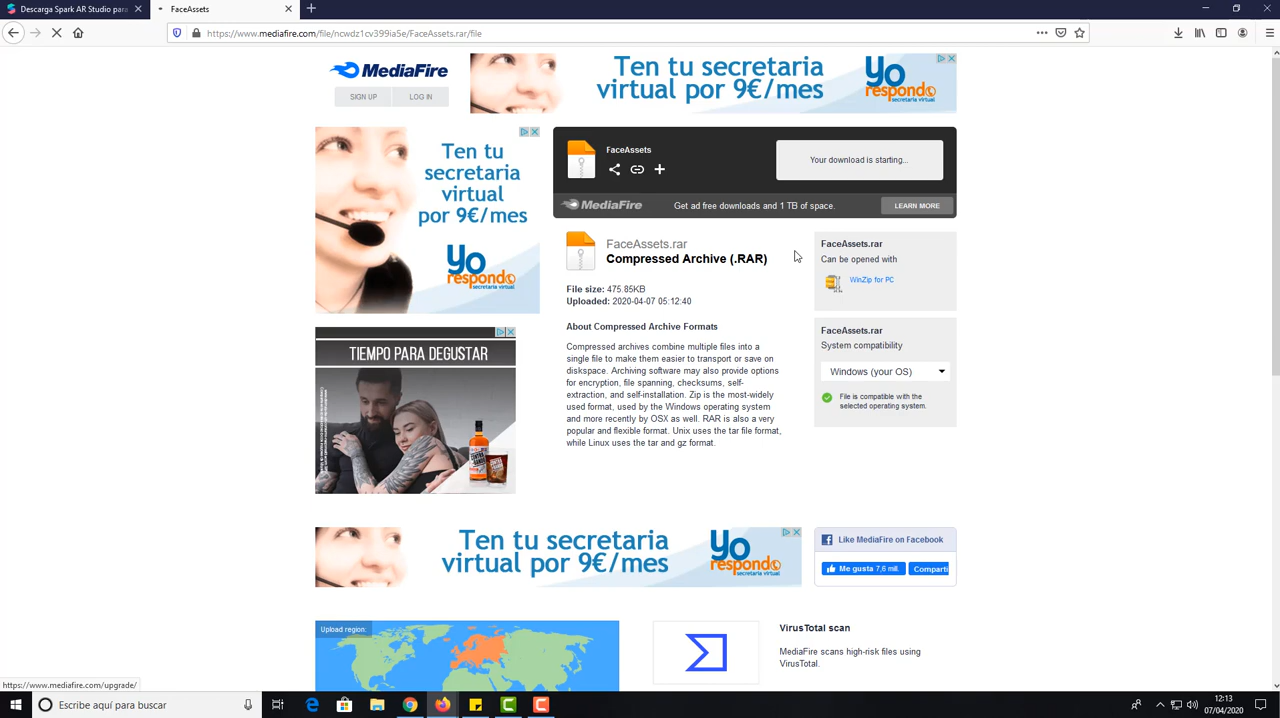 Descarga Spark AR Studio para
FaceAssets
https://www.mediafire.com/file/ncwdz1cv399ia5e/FaceAssets.rar/file
MediaFire
SIGN UP
LOG IN
Ten tu secretaria
virtual por 9€/mes
yo
respondo
secretaria virtual
Ten tu
secretaria
virtual
por 9€/mes
yo
respondo
secretaria virtual
FaceAssets
Your download is starting...
MediaFire
Get ad free downloads and 1 TB of space.
LEARN MORE
FaceAssets.rar
Compressed Archive (.RAR)
File size: 475.85KB
Uploaded: 2020-04-07 05:12:40
About Compressed Archive Formats
Compressed archives combine multiple files into a
single file to make them easier to transport or save on
diskspace. Archiving software may also provide options
for encryption, file spanning, checksums, self-
extraction, and self-installation. Zip is the most-widely
used format, used by the Windows operating system
and more recently by OSX as well. RAR is also a very
popular and flexible format. Unix uses the tar file format,
while Linux uses the tar and gz format.
FaceAssets.rar
Can be opened with
WinZip for PC
FaceAssets.rar
System compatibility
Windows (your OS)
File is compatible with the
selected operating system.
TIEMPO PARA DEGUSTAR
Ten tu secretaria
virtual por 9€/mes
yo
respondo
secretaria virtual
Like MediaFire on Facebook
Me gusta 7,6 mil.
Comparti
Upload region:
VirusTotal scan
MediaFire scans high-risk files using
VirusTotal.
https://www.mediafire.com/upgrade/
Escribe aquí para buscar
12:13
07/04/2020